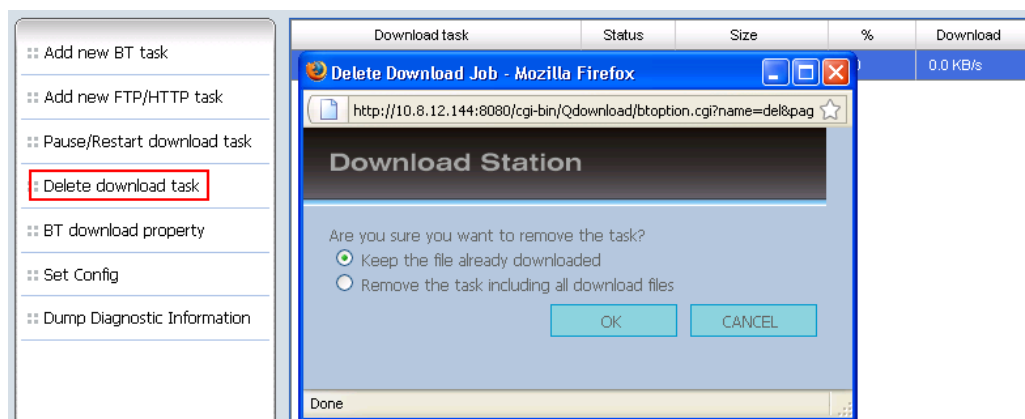 Add new BT task
Add new FTP/HTTP task
Pause/Restart download task
Delete download task
BT download property
Set Config
Dump Diagnostic Information
Download task Status Size % Download
0.0 KB/s
Delete Download Job - Mozilla Firefox
http://10.8.12.144:8080/cgi-bin/Qdownload/btoption.cgi?name=del&pag
Download Station
Are you sure you want to remove the task?
Keep the file already downloaded
Remove the task including all download files
OK CANCEL
Done